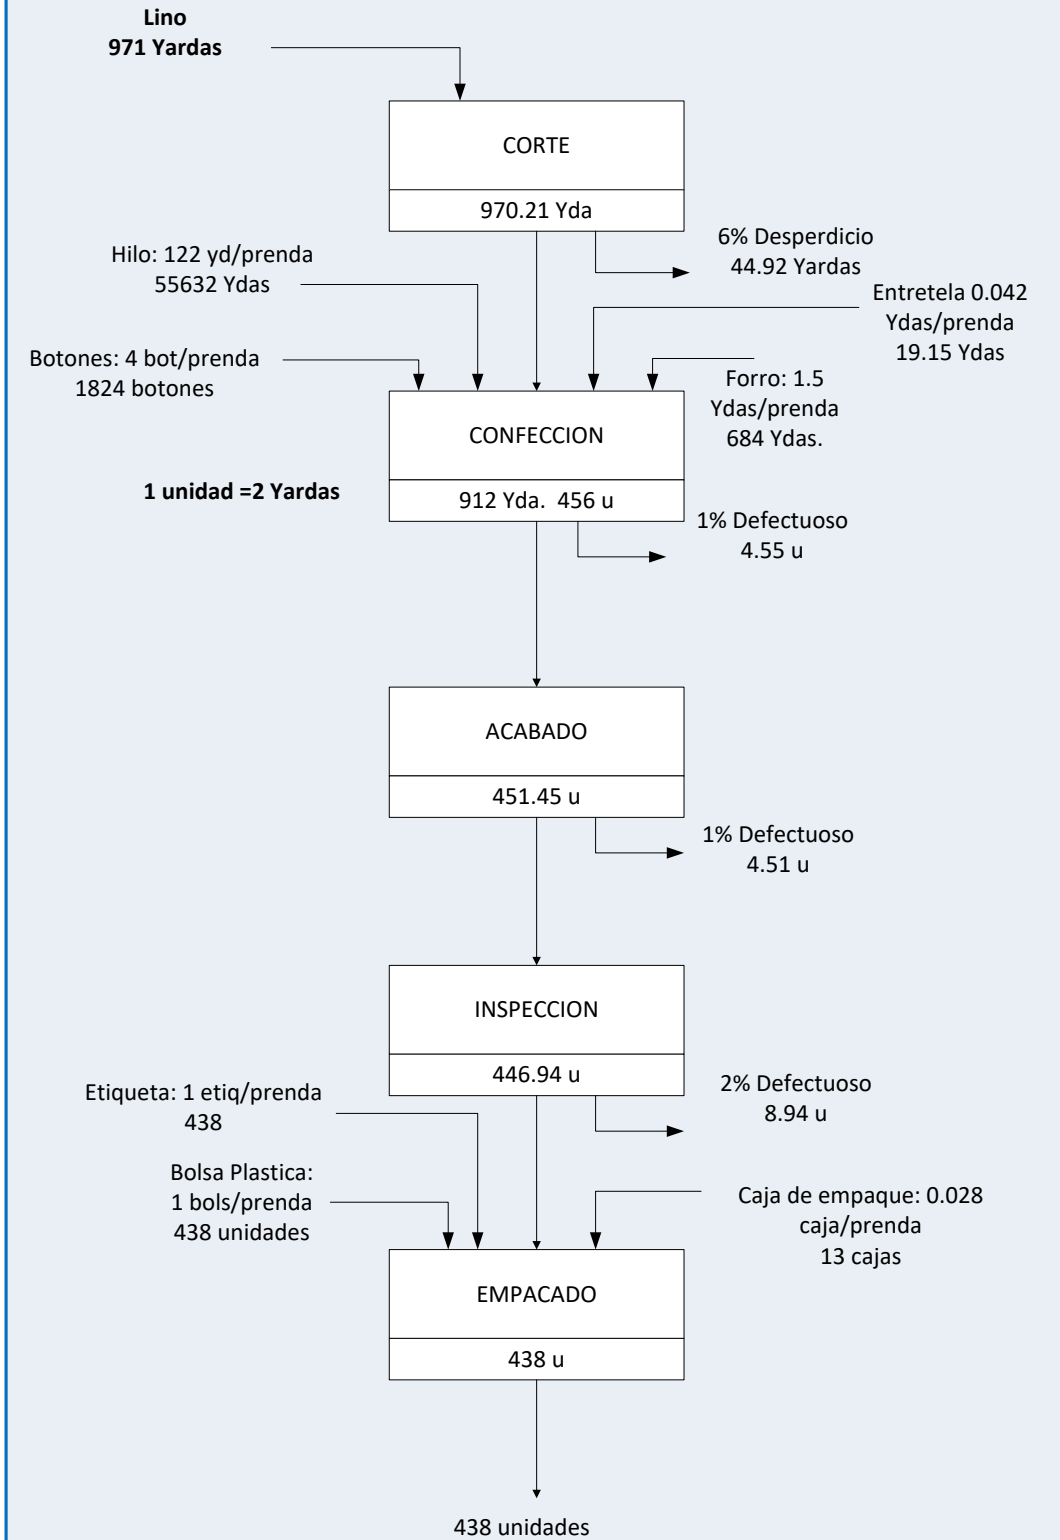 Lino
971 Yardas
CORTE
970.21 Yda
6% Desperdicio
44.92 Yardas
Hilo: 122 yd/prenda
55632 Ydas
Entretela 0.042
Ydas/prenda
19.15 Ydas
Botones: 4 bot/prenda
1824 botones
Forro: 1.5
Ydas/prenda
684 Ydas.
CONFECCION
1 unidad =2 Yardas
912 Yda.  456 u
1% Defectuoso
4.55 u
ACABADO
451.45 u
1% Defectuoso
4.51 u
INSPECCION
446.94 u
2% Defectuoso
8.94 u
Etiqueta: 1 etiq/prenda
438
Bolsa Plastica:
1 bols/prenda
438 unidades
Caja de empaque: 0.028
caja/prenda
13 cajas
EMPACADO
438 u
438 unidades